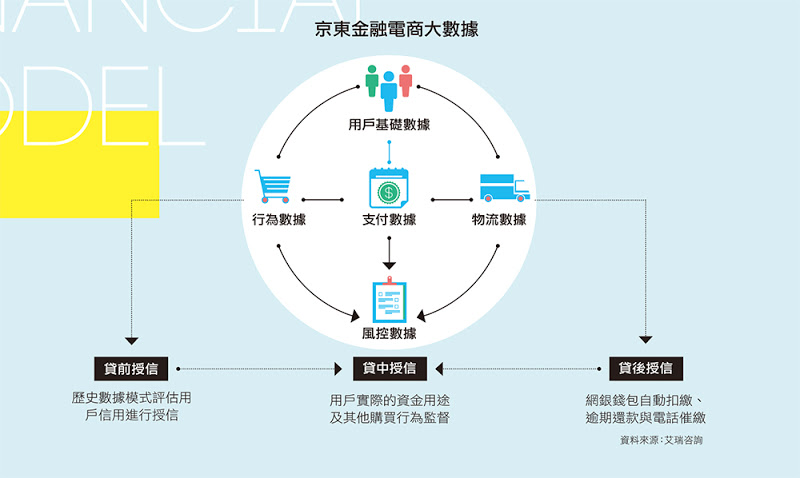 NANCIAL
ODEL
京東金融電商大數據
用戶基礎數據
行為數據
支付數據
物流數據
風控數據
貸前授信
貸中授信
貸後授信
歷史數據模式評估用
戶信用進行授信
用戶實際的資金用途
及其他購買行為監督
網銀錢包自動扣繳、
逾期還款與電話催繳
資料來源:艾瑞咨詢